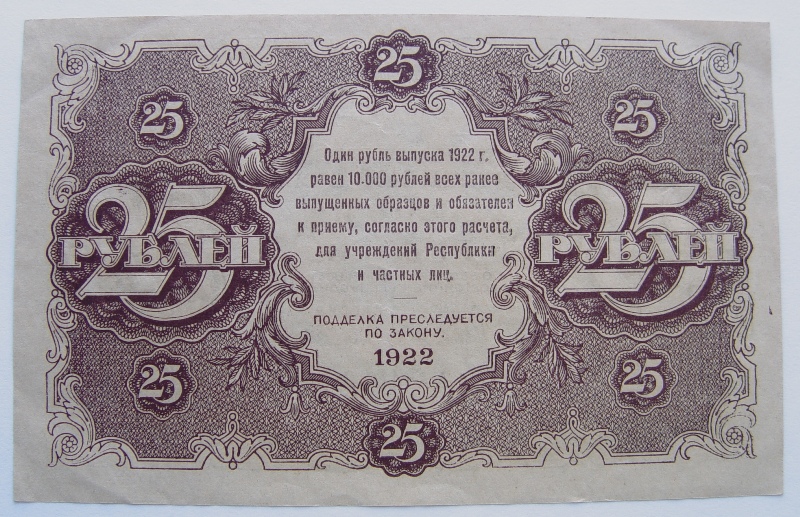 25
25
25
Один рубль выпуска 1922 г.
равен 10.000 рублей всех ранее
выпущенных образцов и обязателен
к приему, согласно этого расчета,
для учреждений Республики
и частных лиц.
25
РУБЛЕЙ
25
РУБЛЕЙ
ПОДДЕЛКА ПРЕСЛЕДУЕТСЯ
ПО ЗАКОНУ.
1922
25
25
25